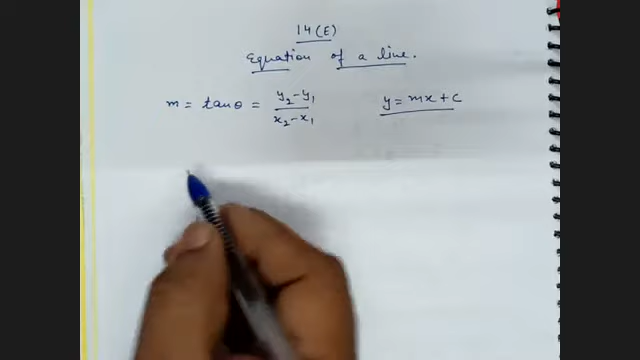 14(E)
Equation of a line.
m = tanθ = y₂-y₁ / x₂-x₁ y = mx + c